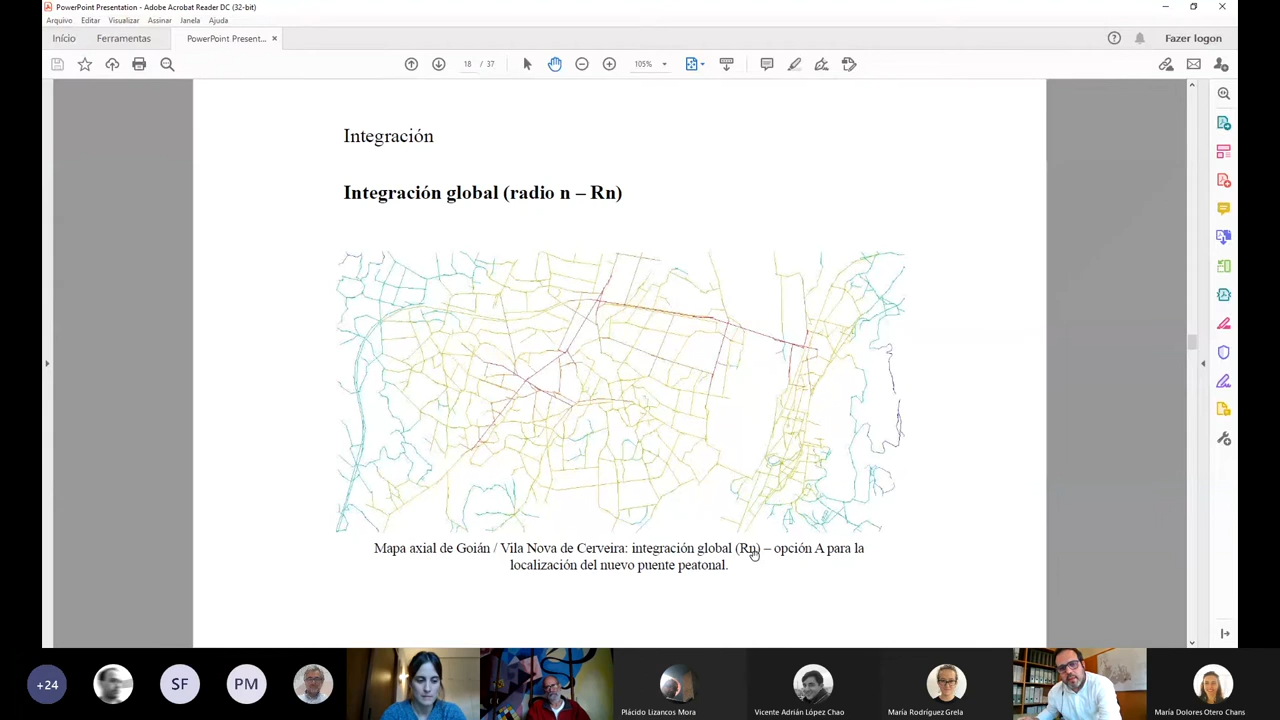 PowerPoint Presentation - Adobe Acrobat Reader DC (32-bit)
Arquivo Editar Visualizar Assinar Janela Ajuda
Início Ferramentas PowerPoint Present... × Fazer logon
18 / 37 105%
Integración
Integración global (radio n – Rn)
Mapa axial de Goián / Vila Nova de Cerveira: integración global (Rn) – opción A para la
localización del nuevo puente peatonal.
+24 SF PM
Plácido Lizancos Mora Vicente Adrián López Chao María Rodríguez Grela María Dolores Otero Chans